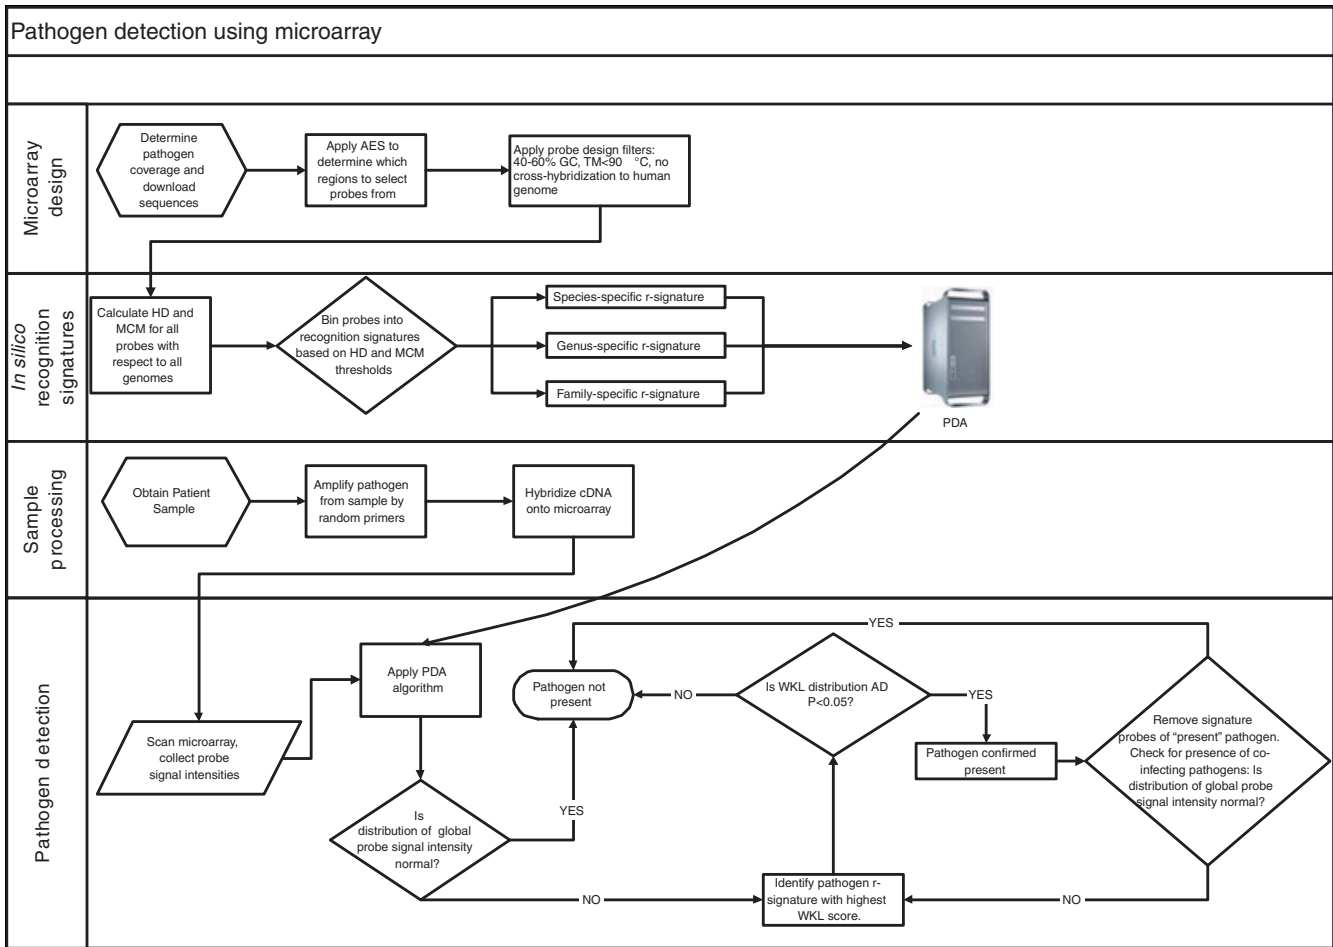 Pathogen detection using microarray
Microarray
design
Determine
pathogen
coverage and
download
sequences
Apply AES to
determine which
regions to select
probes from
Apply probe design filters:
40-60% GC, TM<90 °C, no
cross-hybridization to human
genome
In silico
recognition
signatures
Calculate HD and
MCM for all
probes with
respect to all
genomes
Bin probes into
recognition signatures
based on HD and MCM
thresholds
Species-specific r-signature
Genus-specific r-signature
Family-specific r-signature
PDA
Sample
processing
Obtain Patient
Sample
Amplify pathogen
from sample by
random primers
Hybridize cDNA
onto microarray
Pathogen detection
Scan microarray,
collect probe
signal intensities
Apply PDA
algorithm
Is
distribution of global
probe signal intensity
normal?
YES
NO
Pathogen not
present
NO
Is WKL distribution AD
P<0.05?
YES
Pathogen confirmed
present
YES
Remove signature
probes of “present” pathogen.
Check for presence of co-
infecting pathogens: Is
distribution of global probe
signal intensity normal?
NO
Identify pathogen r-
signature with highest
WKL score.